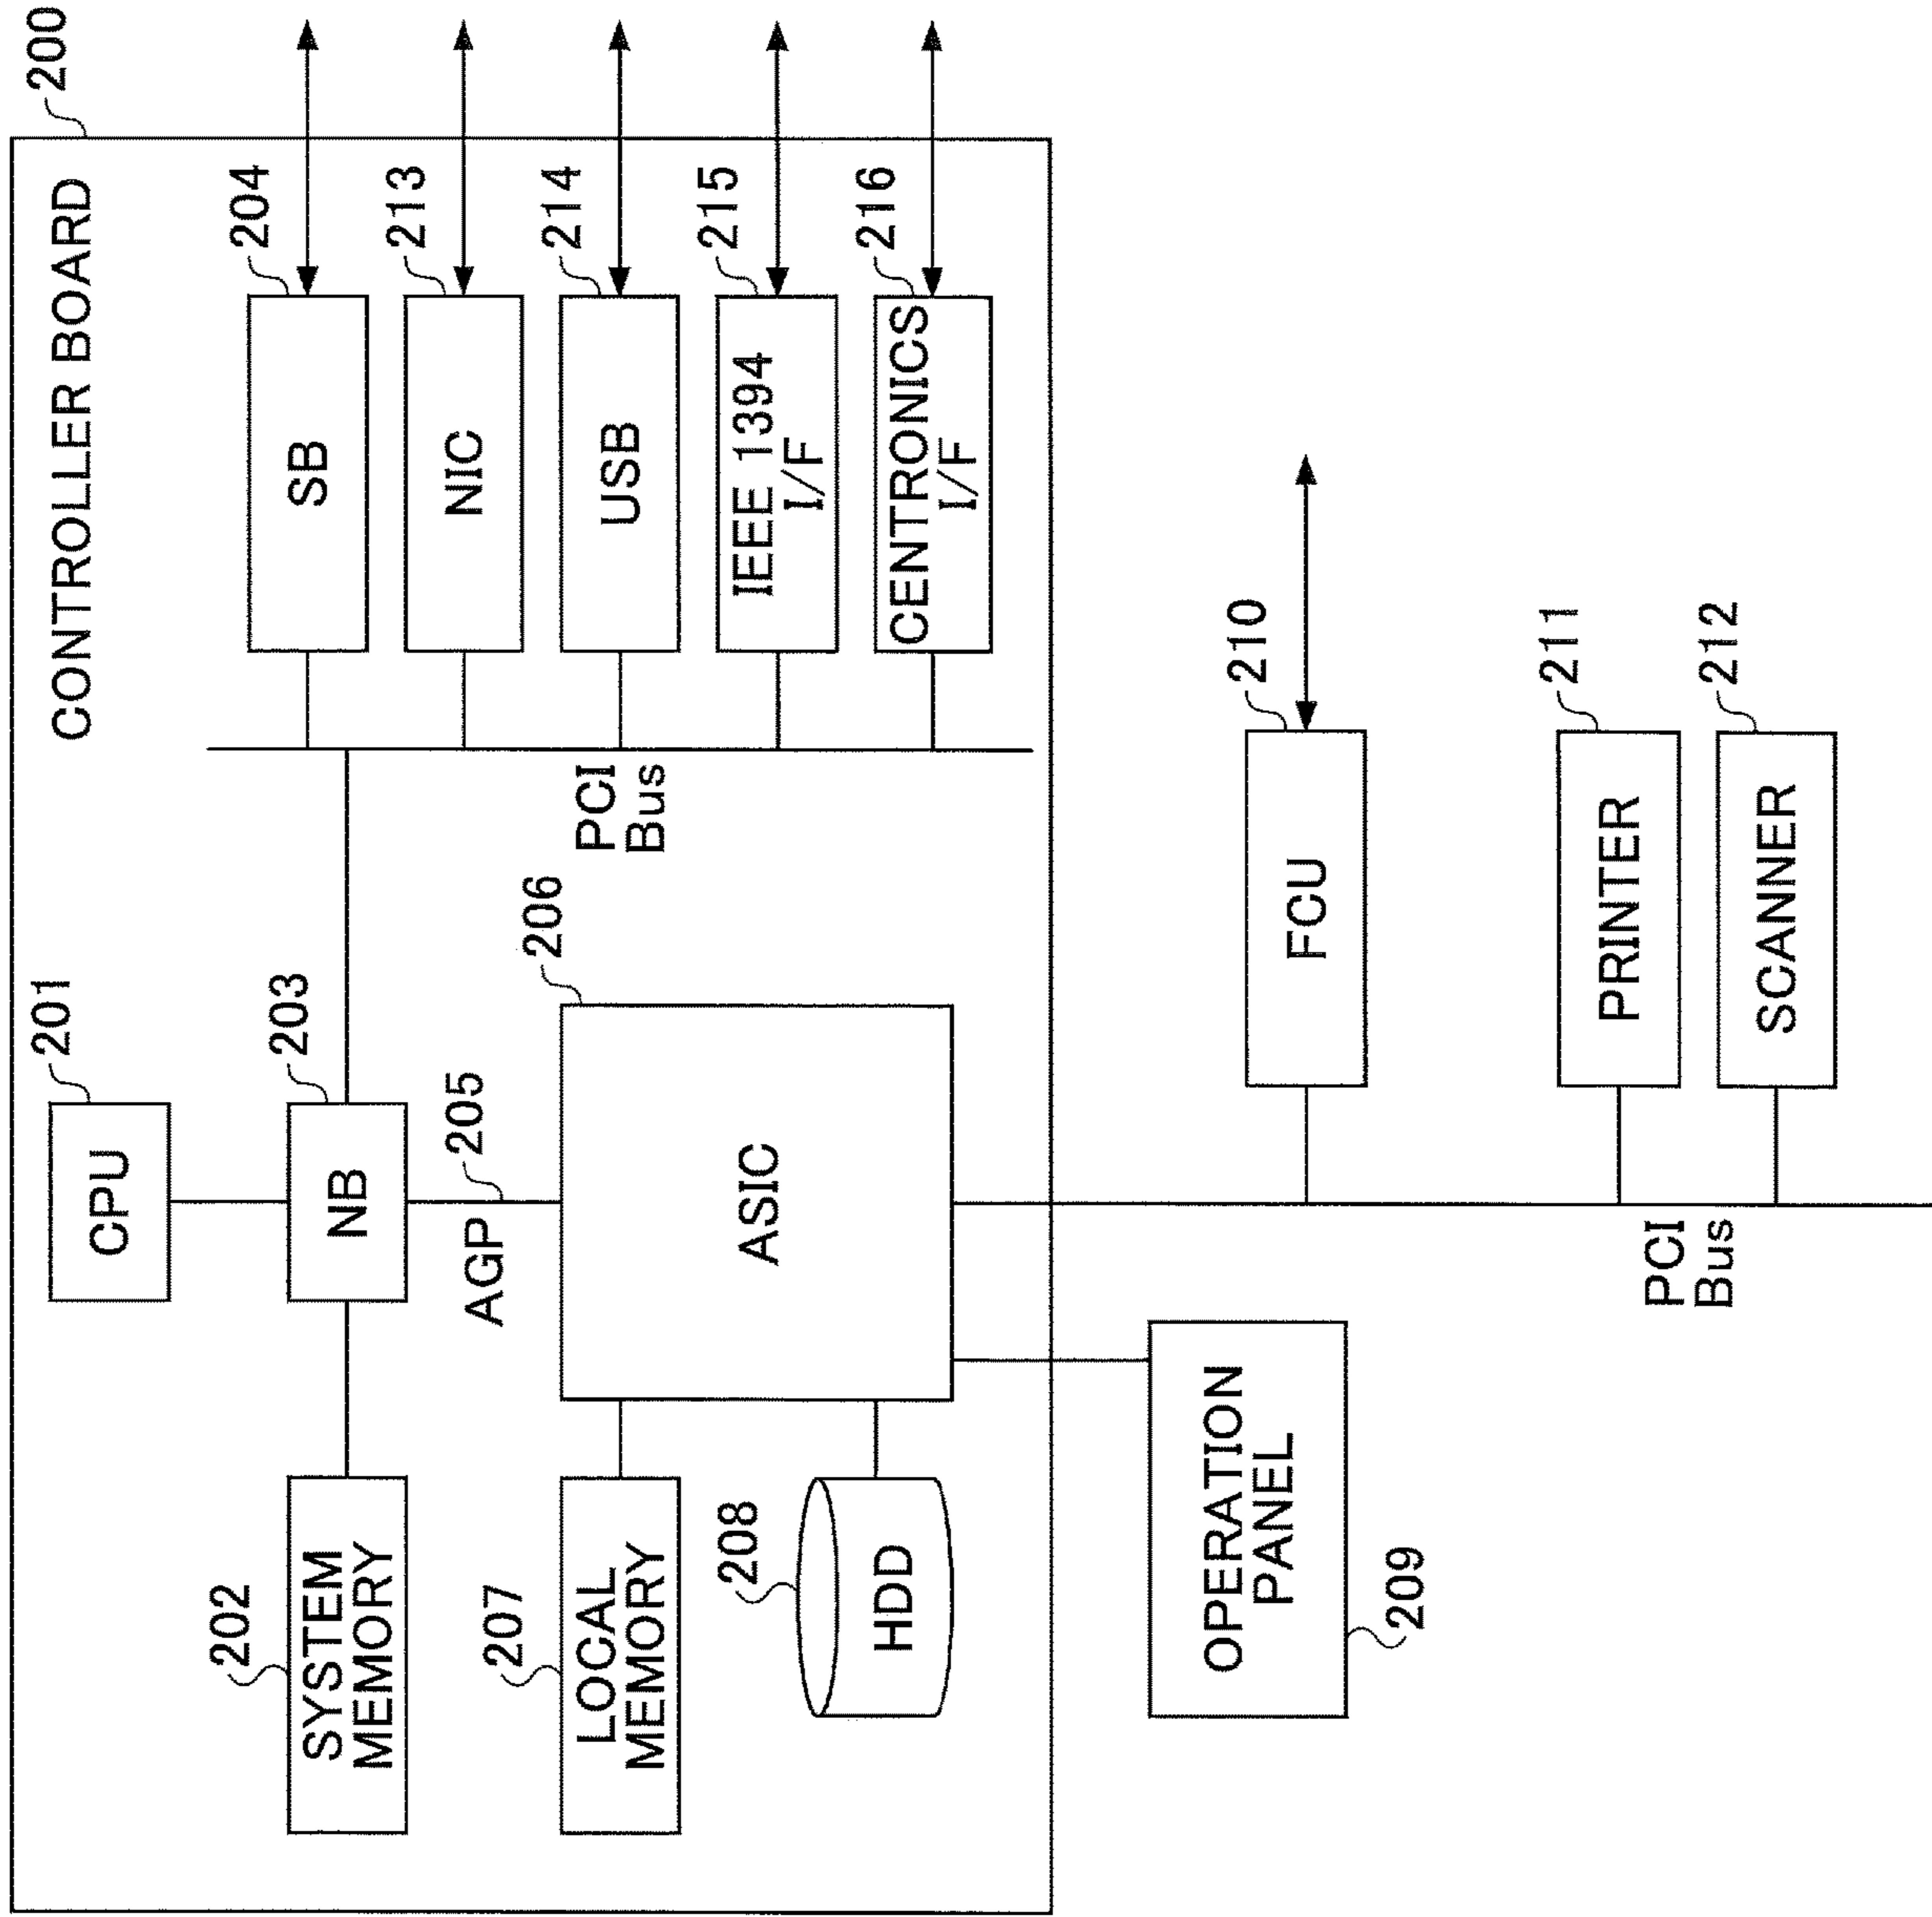 200
CONTROLLER BOARD
201
CPU
202
SYSTEM
MEMORY
203
NB
204
SB
213
NIC
AGP
205
206
ASIC
207
LOCAL
MEMORY
208
HDD
PCI
Bus
214
USB
215
IEEE 1394
I/F
216
CENTRONICS
I/F
OPERATION
PANEL
209
210
FCU
211
PRINTER
212
SCANNER
PCI
Bus